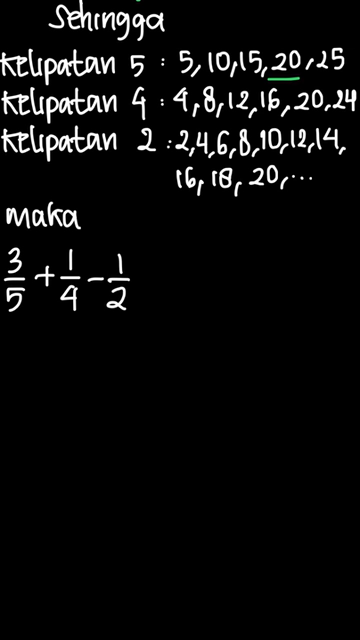 Sehingga
Kelipatan 5 : 5, 10, 15, 20, 25
Kelipatan 4 : 4, 8, 12, 16, 20, 24
Kelipatan 2 : 2, 4, 6, 8, 10, 12, 14,
16, 18, 20, ...
maka
3/5 + 1/4 - 1/2